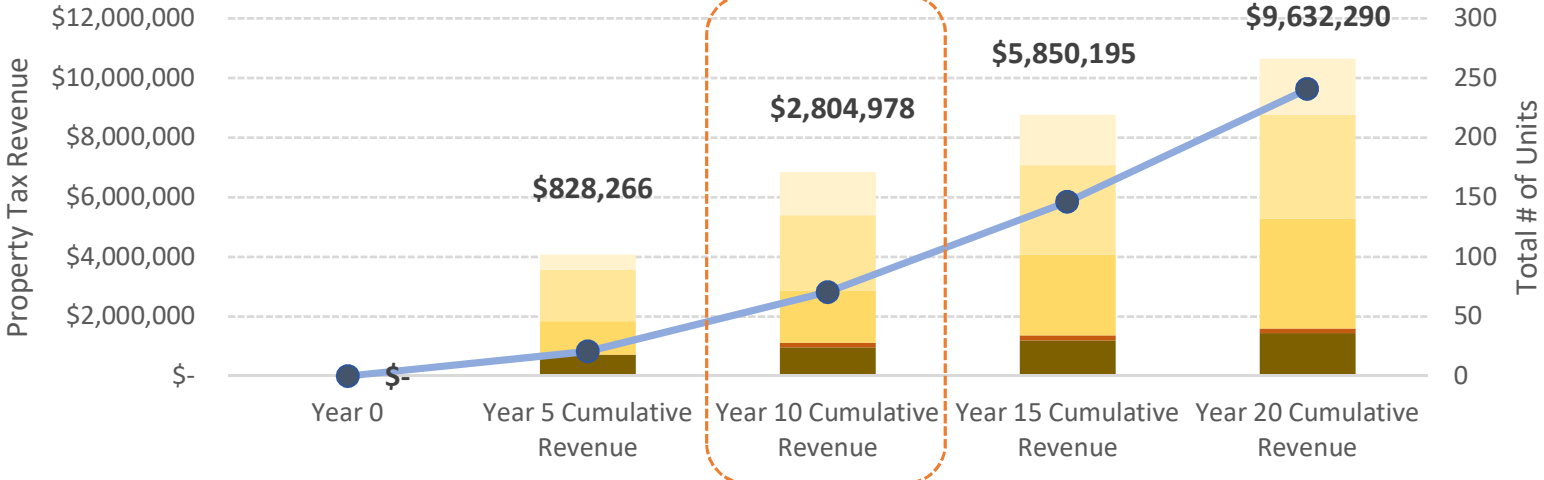 Property Tax Revenue
$12,000,000
$10,000,000
$8,000,000
$6,000,000
$4,000,000
$2,000,000
$-
$-
$828,266
$2,804,978
$5,850,195
$9,632,290
300
250
200
150
100
50
0
Total # of Units
Year 0
Year 5 Cumulative
Revenue
Year 10 Cumulative
Revenue
Year 15 Cumulative
Revenue
Year 20 Cumulative
Revenue